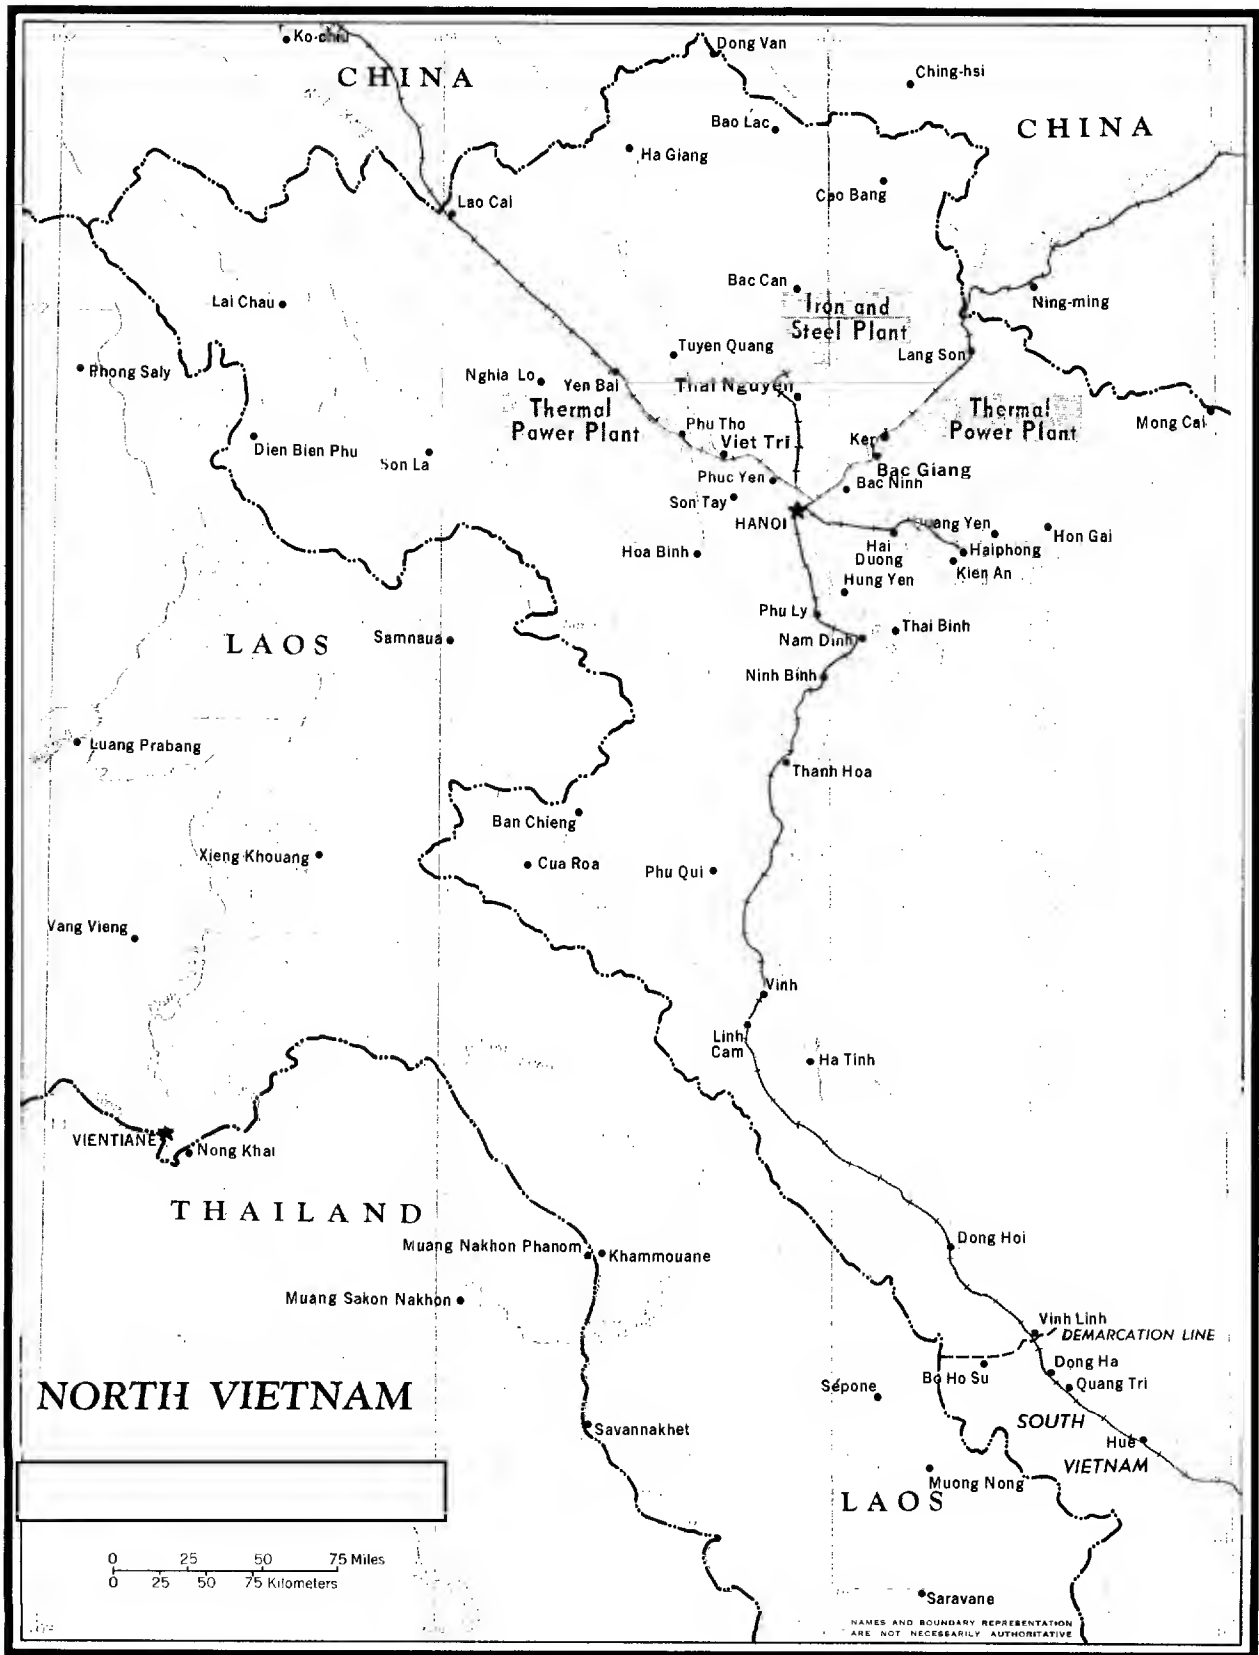 Ko-chiu
CHINA
Dong Van
Ching-hsi
CHINA
Bao Lac
Ha Giang
Cao Bang
Lao Cai
Bac Can
Iron and
Steel Plant
Ning-ming
Lai Chau
Lang Son
Tuyen Quang
Phong Saly
Nghia Lo
Yen Bai
Thai Nguyen
Thermal
Power Plant
Thermal
Power Plant
Mong Cai
Phu Tho
Viet Tri
Kep
Bac Giang
Dien Bien Phu
Son La
Phuc Yen
Bac Ninh
Son Tay
HANOI
uang Yen
Hon Gai
Hoa Binh
Hai
Duong
Haiphong
Kien An
Hung Yen
Phu Ly
Thai Binh
Nam Dinh
LAOS
Samnaua
Ninh Binh
Luang Prabang
Thanh Hoa
Ban Chieng
Xieng Khouang
Cua Roa
Phu Qui
Vang Vieng
Vinh
Linh
Cam
Ha Tinh
VIENTIANE
Nong Khai
THAILAND
Muang Nakhon Phanom
Khammouane
Dong Hoi
Muang Sakon Nakhon
Vinh Linh
DEMARCATION LINE
Dong Ha
Bo Ho Su
Quang Tri
Sépone
NORTH VIETNAM
SOUTH
VIETNAM
Savannakhet
Hue
Muong Nong
LAOS
0 25 50 75 Miles
0 25 50 75 Kilometers
Saravane
NAMES AND BOUNDARY REPRESENTATION
ARE NOT NECESSARILY AUTHORITATIVE